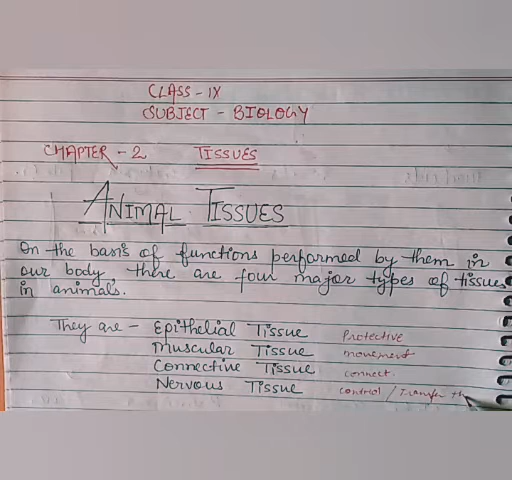 CLASS - IX
SUBJECT - BIOLOGY
CHAPTER - 2 TISSUES
ANIMAL TISSUES
On the basis of functions performed by them in
our body, there are four major types of tissues
in animals.
They are - Epithelial Tissue Protective
Muscular Tissue movement
Connective Tissue connect.
Nervous Tissue control / Transfer